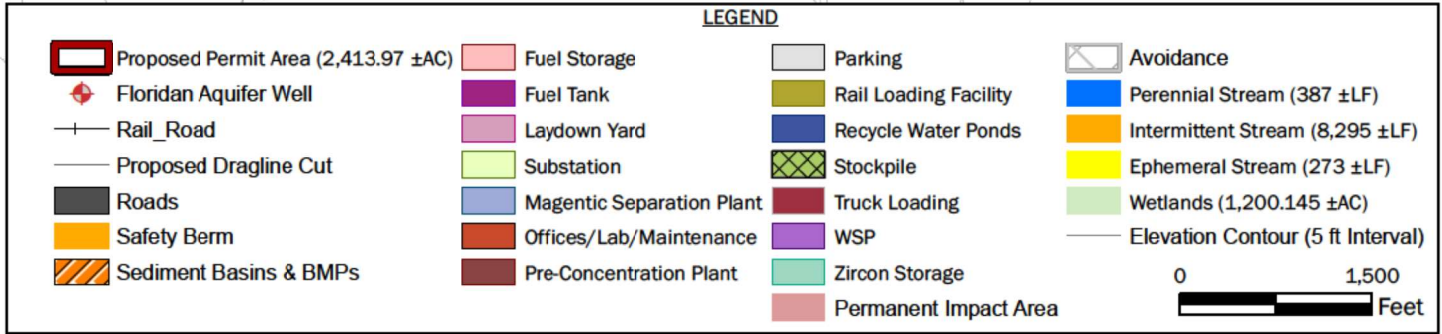 LEGEND
Proposed Permit Area (2,413.97 ±AC)
Floridan Aquifer Well
Rail_Road
Proposed Dragline Cut
Roads
Safety Berm
Sediment Basins & BMPs
Fuel Storage
Fuel Tank
Laydown Yard
Substation
Magentic Separation Plant
Offices/Lab/Maintenance
Pre-Concentration Plant
Parking
Rail Loading Facility
Recycle Water Ponds
Stockpile
Truck Loading
WSP
Zircon Storage
Permanent Impact Area
Avoidance
Perennial Stream (387 ±LF)
Intermittent Stream (8,295 ±LF)
Ephemeral Stream (273 ±LF)
Wetlands (1,200.145 ±AC)
Elevation Contour (5 ft Interval)
0 1,500
Feet